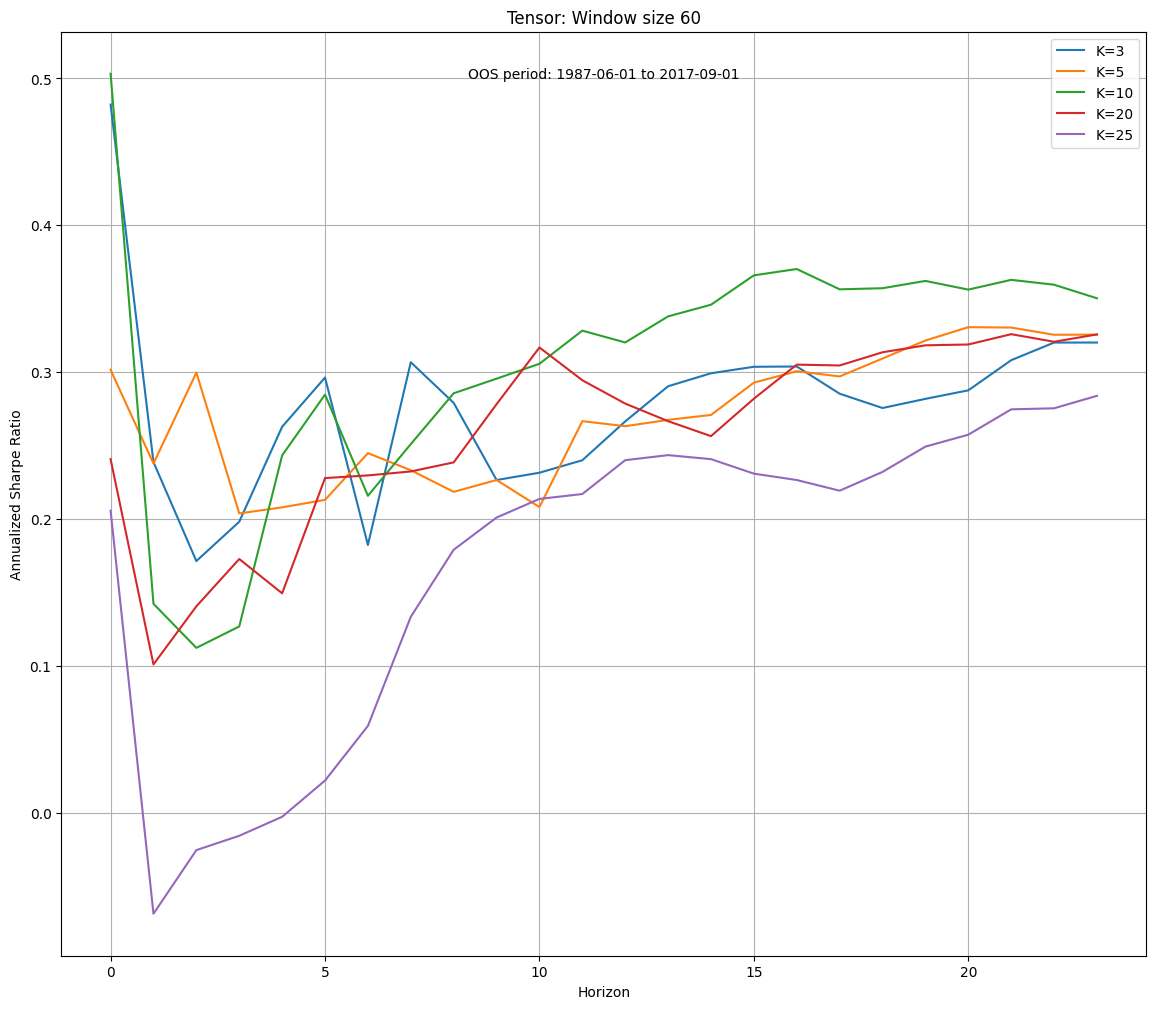 Tensor: Window size 60
OOS period: 1987-06-01 to 2017-09-01
K=3
K=5
K=10
K=20
K=25
Annualized Sharpe Ratio
0.5
0.4
0.3
0.2
0.1
0.0
0
5
10
15
20
Horizon